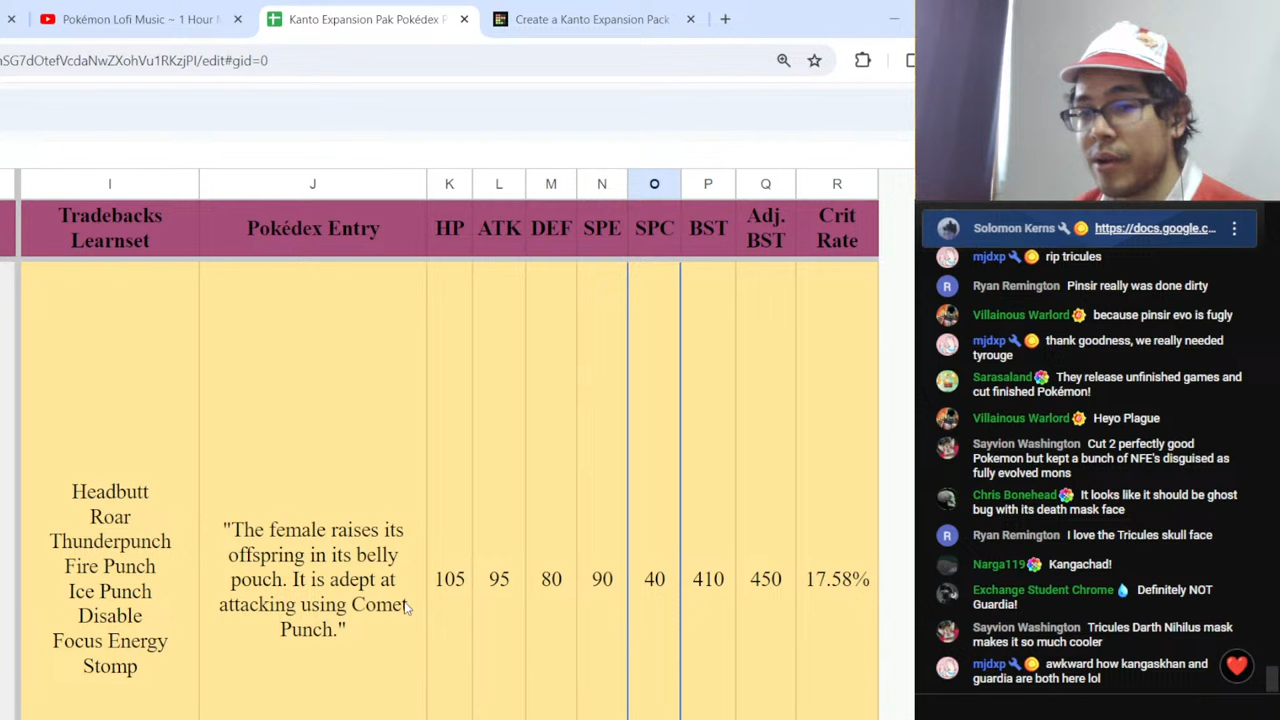 Pokémon Lofi Music ~ 1 Hour
Kanto Expansion Pak Pokédex
Create a Kanto Expansion Pack
SG7dOtefVcdaNwZXohVu1RKzjPI/edit#gid=0
I J K L M N O P Q R
Tradebacks
Learnset
Pokédex Entry
HP ATK DEF SPE SPC BST
Adj.
BST
Crit
Rate
Headbutt
Roar
Thunderpunch
Fire Punch
Ice Punch
Disable
Focus Energy
Stomp
"The female raises its
offspring in its belly
pouch. It is adept at
attacking using Comet
Punch."
105 95 80 90 40 410 450 17.58%
Solomon Kerns https://docs.google.c...
mjdxp rip tricules
Ryan Remington Pinsir really was done dirty
Villainous Warlord because pinsir evo is fugly
mjdxp thank goodness, we really needed
tyrouge
Sarasaland They release unfinished games and
cut finished Pokémon!
Villainous Warlord Heyo Plague
Sayvion Washington Cut 2 perfectly good
Pokemon but kept a bunch of NFE's disguised as
fully evolved mons
Chris Bonehead It looks like it should be ghost
bug with its death mask face
Ryan Remington I love the Tricules skull face
Narga119 Kangachad!
Exchange Student Chrome Definitely NOT
Guardia!
Sayvion Washington Tricules Darth Nihilus mask
makes it so much cooler
mjdxp awkward how kangaskhan and
guardia are both here lol